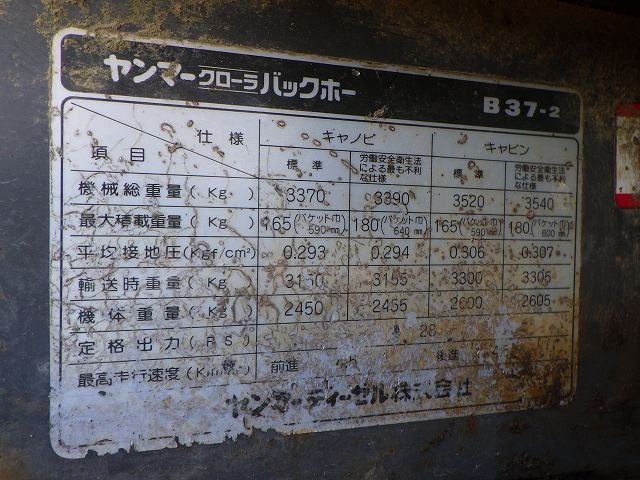 ヤンマークローラバックホー
B37-2
仕様 キャノピ キャビン
項目 標準 労働安全衛生法による最も不利な仕様 標準 労働安全衛生法による最も不利な仕様
機械総重量 (Kg) 3370 3390 3520 3540
最大積載重量 (Kg) 165(バケット巾590㎜) 180(バケット巾640㎜) 165(バケット巾590㎜) 180(バケット巾600㎜)
平均接地圧(Kgf/c㎡) 0.293 0.294 0.306 0.307
輸送時重量 (Kg) 3150 3155 3300 3305
機体重量 (Kg) 2450 2455 2600 2605
定格出力 (PS) 28
最高走行速度 前進 後進
ヤンマーディーゼル株式会社